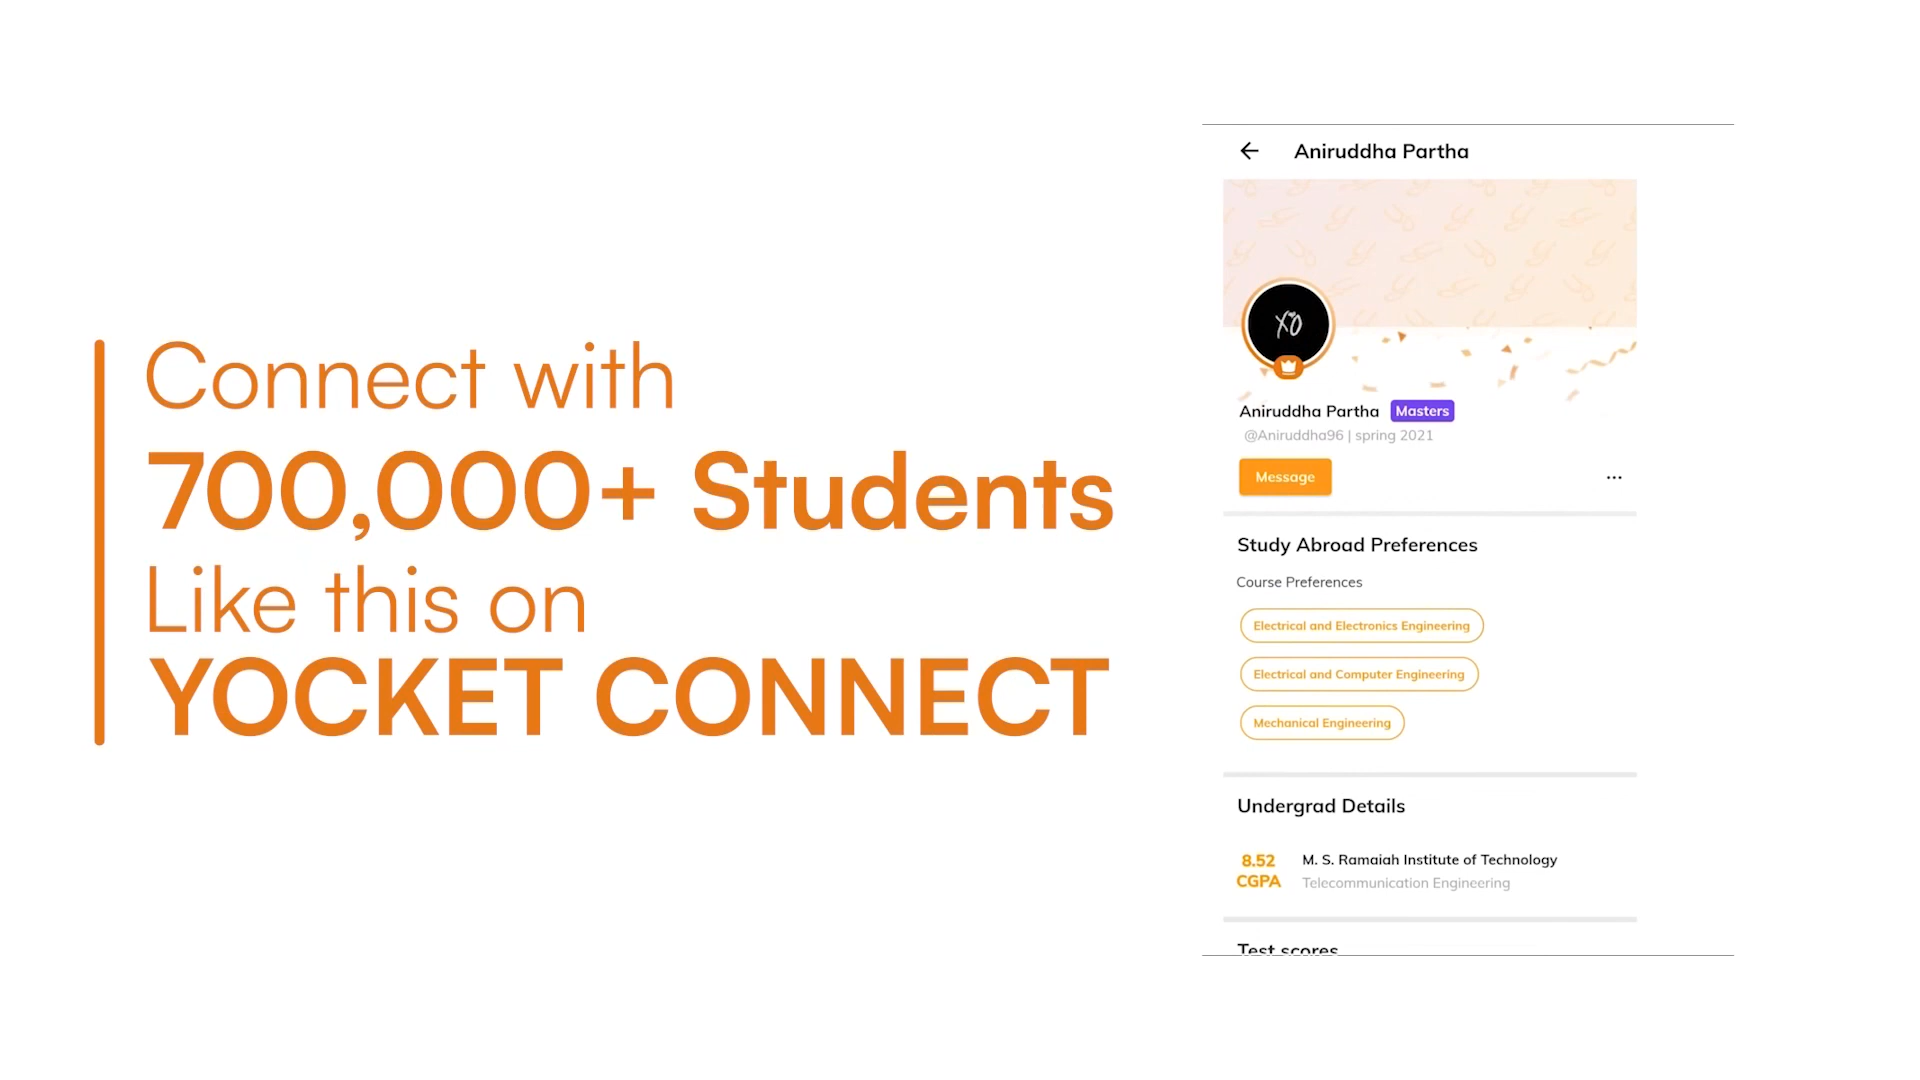 Connect with
700,000+ Students
Like this on
YOCKET CONNECT
Aniruddha Partha
XO
Aniruddha Partha Masters
@Aniruddha96 | spring 2021
Message
...
Study Abroad Preferences
Course Preferences
Electrical and Electronics Engineering
Electrical and Computer Engineering
Mechanical Engineering
Undergrad Details
8.52 M. S. Ramaiah Institute of Technology
CGPA Telecommunication Engineering
Test scores